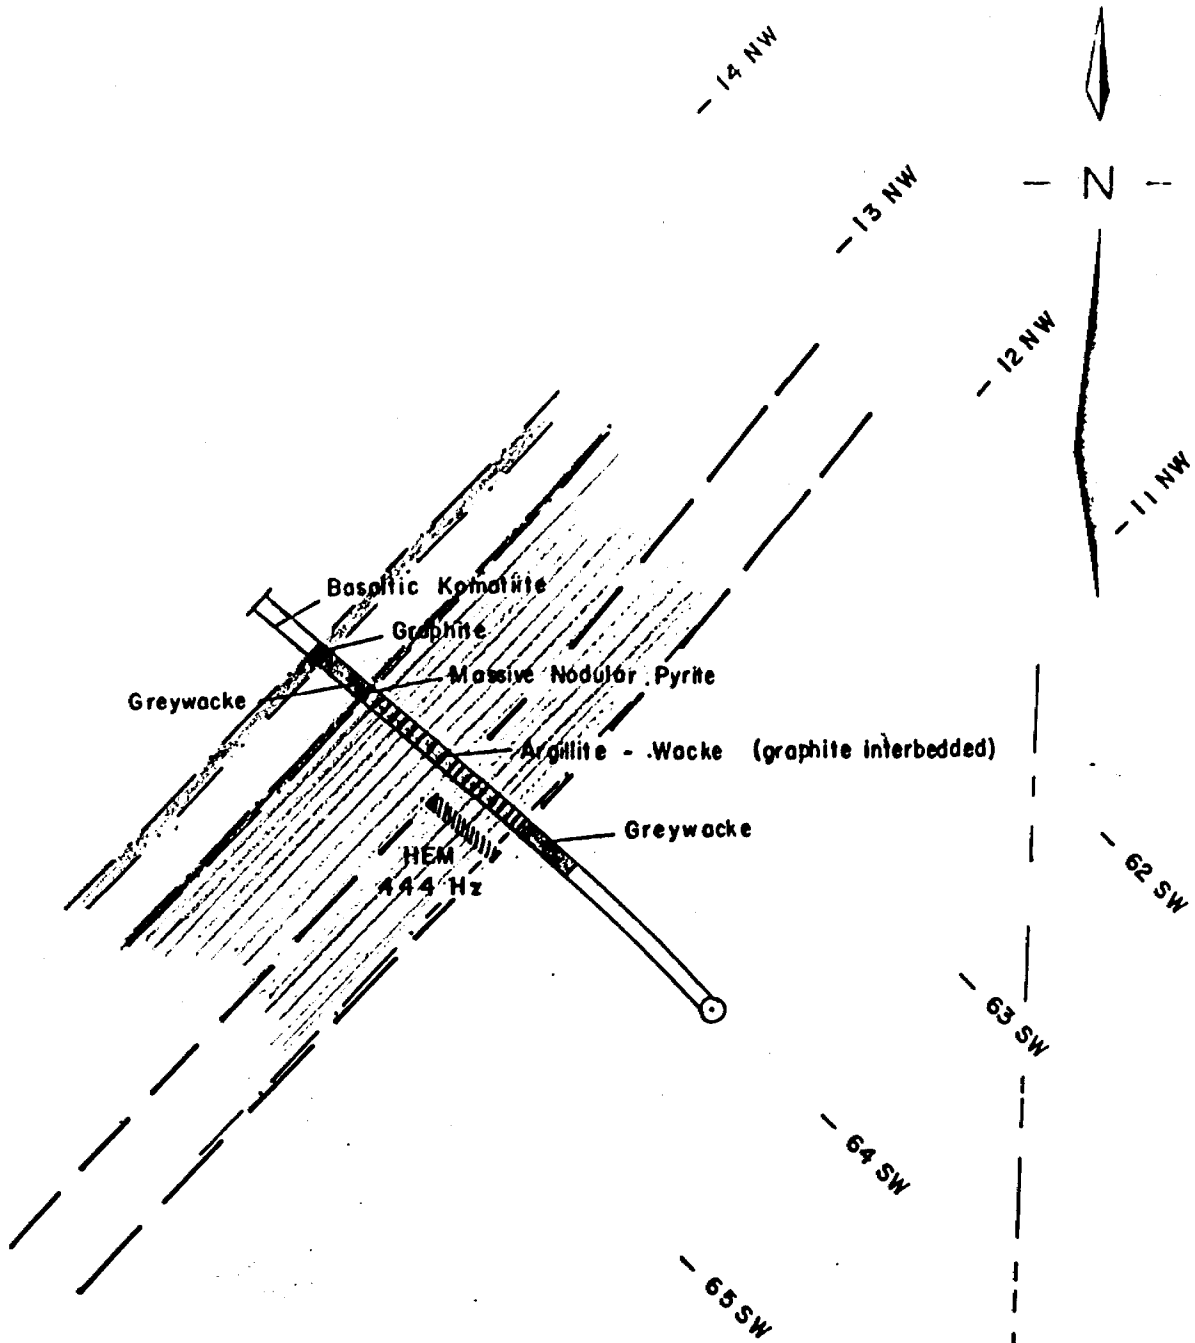 14 NW
N
13 NW
12 NW
11 NW
Basaltic Komatiite
Graphite
Massive Nodular Pyrite
Greywacke
Argillite - Wacke (graphite interbedded)
Greywacke
HEM
444 Hz
62 SW
63 SW
64 SW
65 SW